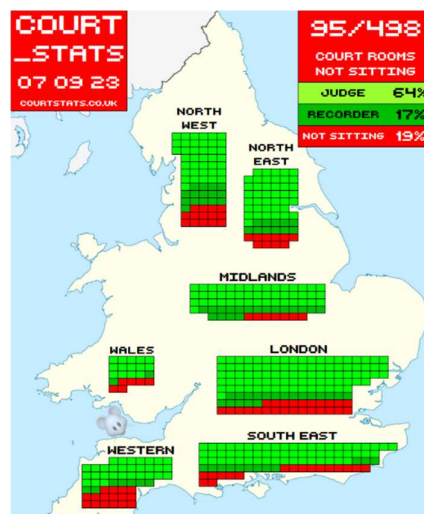 COURT
_STATS
07 09 23
COURTSTATS.CO.UK
95/498
COURT ROOMS
NOT SITTING
JUDGE 64%
RECORDER 17%
NOT SITTING 19%
NORTH
WEST
NORTH
EAST
MIDLANDS
WALES
LONDON
SOUTH EAST
WESTERN